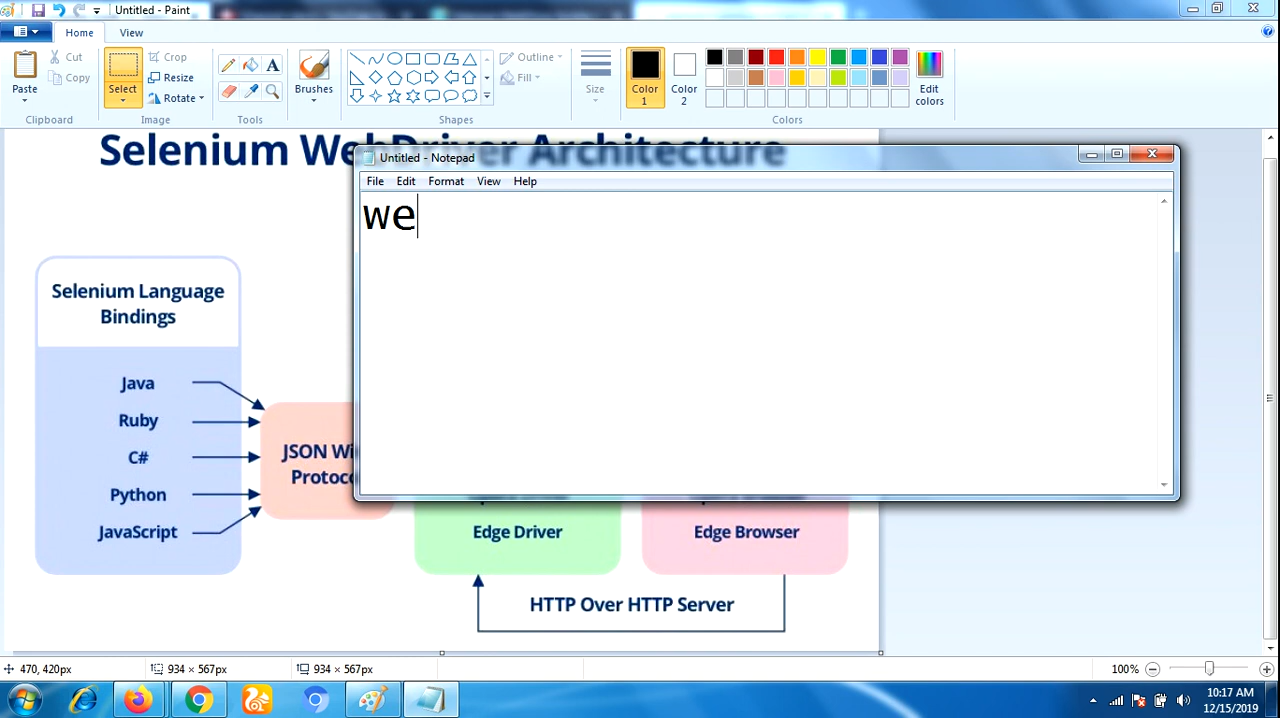 Untitled - Paint
Home
View
Paste
Cut
Copy
Clipboard
Select
Crop
Resize
Rotate
Image
Tools
Brushes
Outline
Fill
Shapes
Size
Color 1
Color 2
Edit colors
Colors
Selenium WebDriver Architecture
Untitled - Notepad
File Edit Format View Help
we
Selenium Language
Bindings
Java
Ruby
C#
Python
JavaScript
JSON Wi
Protoco
Edge Driver
Edge Browser
HTTP Over HTTP Server
470, 420px
934 × 567px
934 × 567px
100%
10:17 AM
12/15/2019